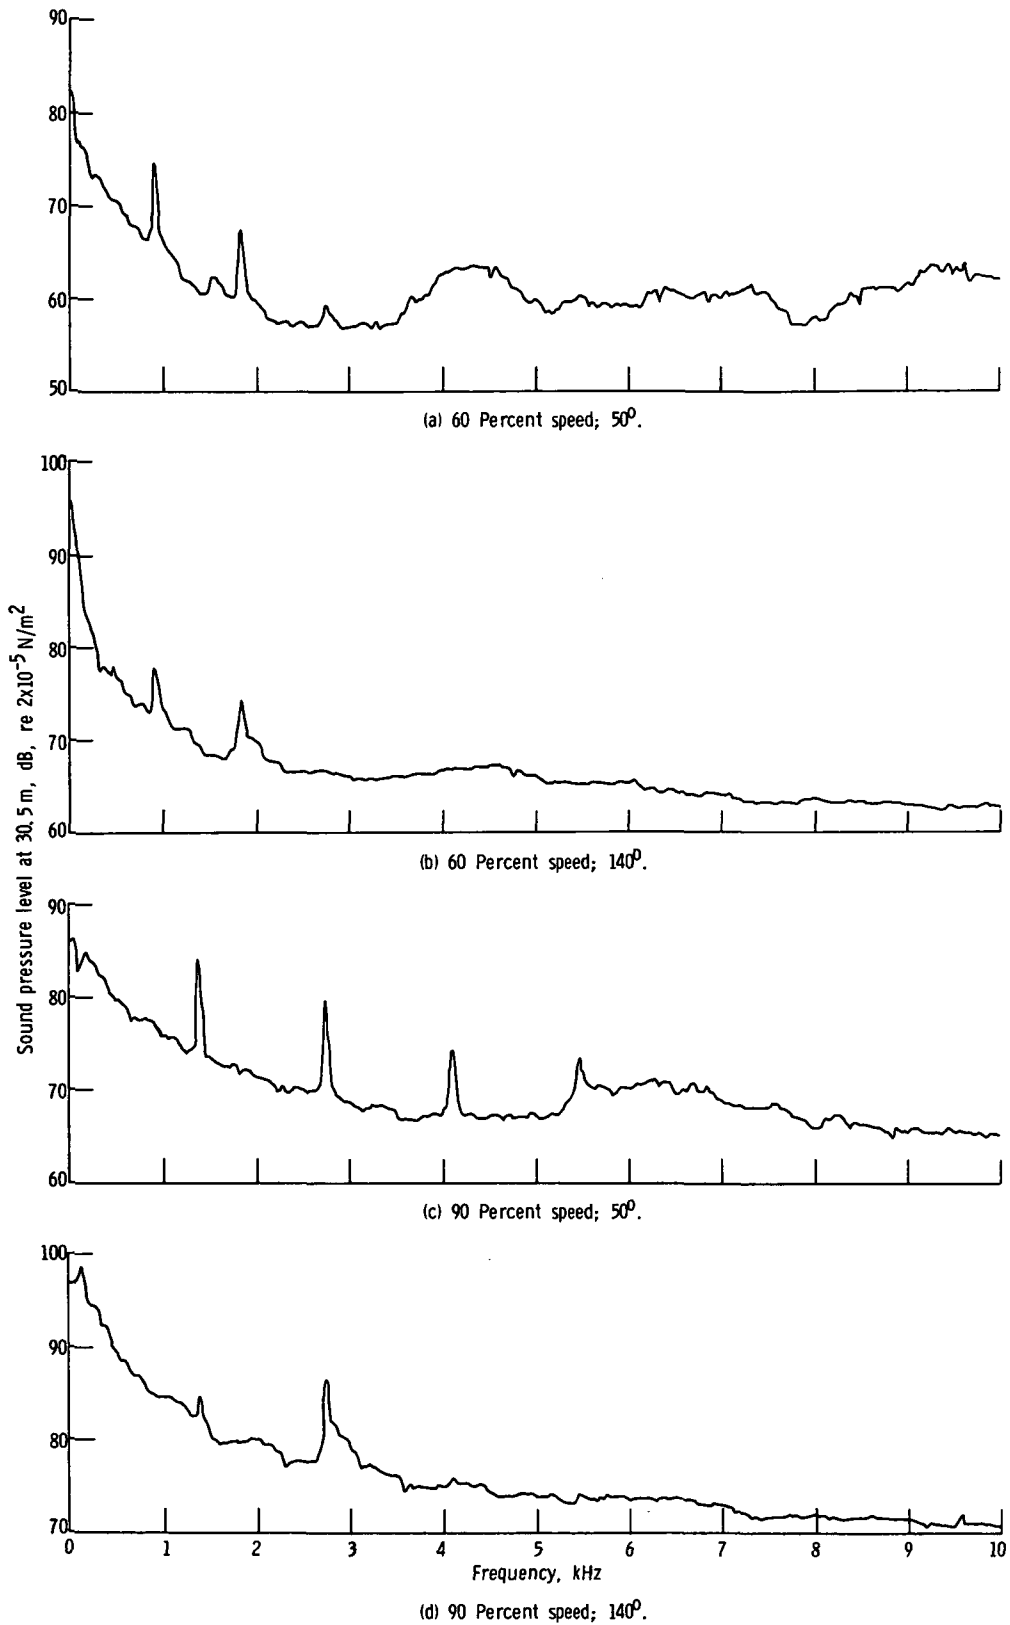 90
80
70
60
50
(a) 60 Percent speed; 50⁰.
100
90
80
70
60
(b) 60 Percent speed; 140⁰.
Sound pressure level at 30.5 m, dB, re 2x10⁻⁵ N/m²
90
80
70
60
(c) 90 Percent speed; 50⁰.
100
90
80
70
0 1 2 3 4 5 6 7 8 9 10
Frequency, kHz
(d) 90 Percent speed; 140⁰.